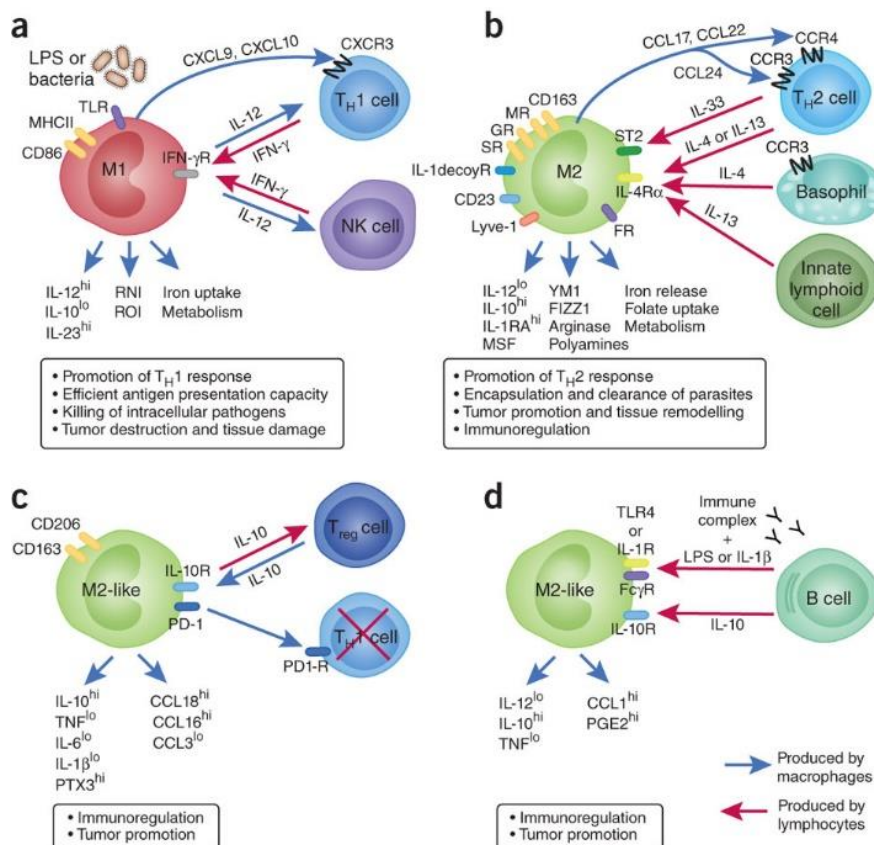 a
LPS or
bacteria
TLR
MHCII
CD86
M1
IFN-γR
CXCL9, CXCL10
CXCR3
TH1 cell
IL-12
IFN-γ
IFN-γ
IL-12
NK cell
IL-12hi
IL-10lo
IL-23hi
RNI
ROI
Iron uptake
Metabolism
• Promotion of TH1 response
• Efficient antigen presentation capacity
• Killing of intracellular pathogens
• Tumor destruction and tissue damage
b
CCL17, CCL22
CCR4
CCR3
CCL24
TH2 cell
CD163
MR
GR
SR
ST2
IL-33
IL-4 or IL-13
IL-1decoyR
M2
CCR3
IL-4
IL-4Rα
Basophil
CD23
Lyve-1
FR
IL-13
Innate
lymphoid
cell
IL-12lo
IL-10hi
IL-1RAhi
MSF
YM1
FIZZ1
Arginase
Polyamines
Iron release
Folate uptake
Metabolism
• Promotion of TH2 response
• Encapsulation and clearance of parasites
• Tumor promotion and tissue remodelling
• Immunoregulation
c
CD206
CD163
M2-like
IL-10R
IL-10
IL-10
Treg cell
PD-1
PD1-R
TH1 cell
IL-10hi
TNFlo
IL-6lo
IL-1βlo
PTX3hi
CCL18hi
CCL16hi
CCL3lo
• Immunoregulation
• Tumor promotion
d
TLR4
or
IL-1R
FcγR
IL-10R
M2-like
Immune
complex
+
LPS or IL-1β
IL-10
B cell
IL-12lo
IL-10hi
TNFlo
CCL1hi
PGE2hi
• Immunoregulation
• Tumor promotion
Produced by
macrophages
Produced by
lymphocytes